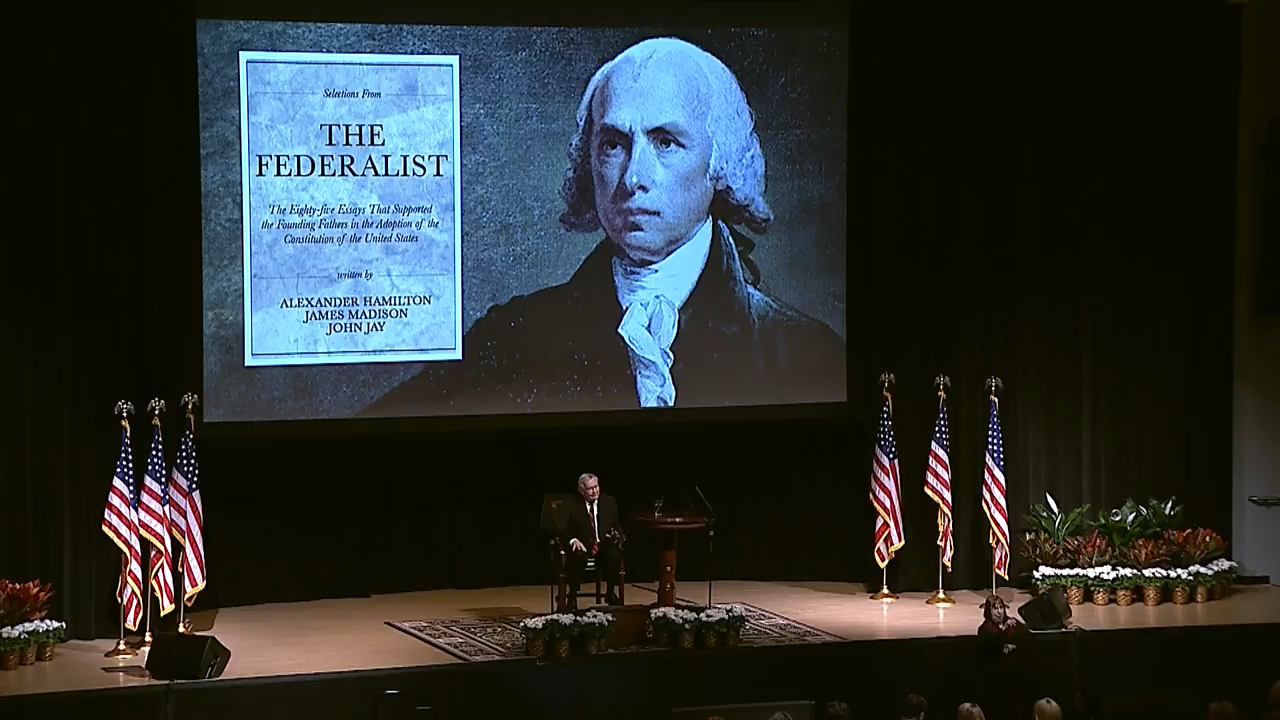 Selections From
THE
FEDERALIST
The Eighty-five Essays That Supported
the Founding Fathers in the Adoption of the
Constitution of the United States
written by
ALEXANDER HAMILTON
JAMES MADISON
JOHN JAY